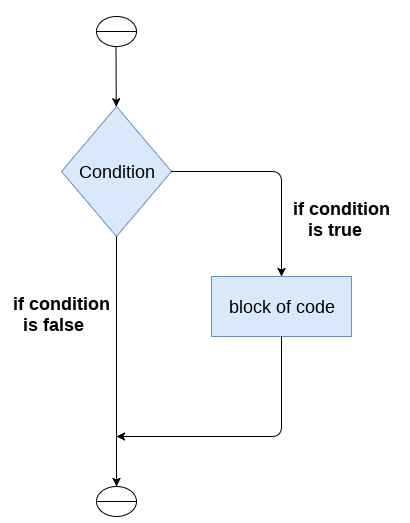 Condition
if condition
is true
block of code
if condition
is false